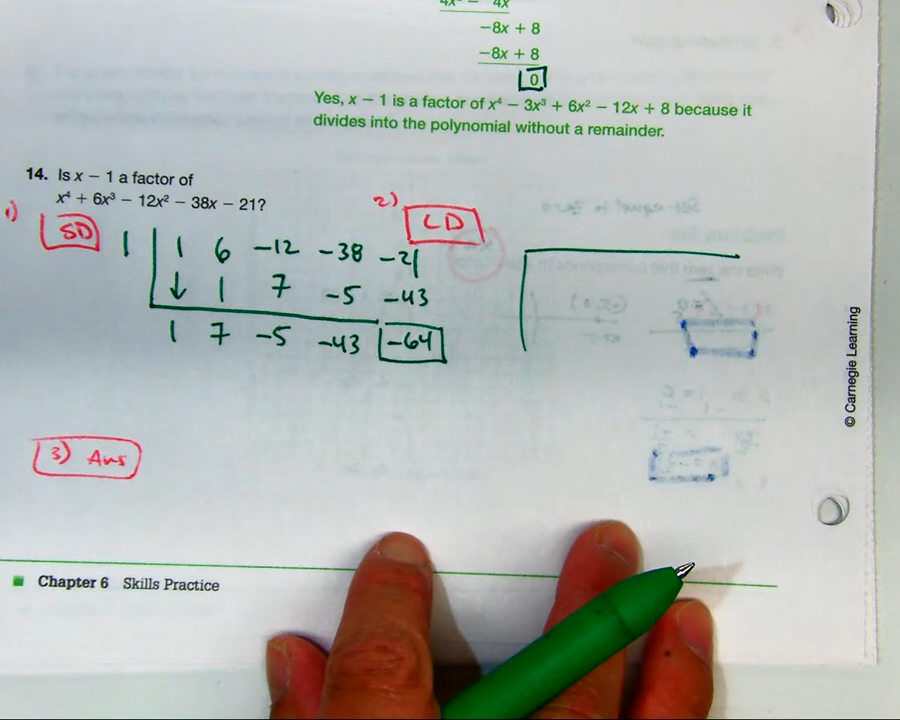 4x² − 4x
−8x + 8
−8x + 8
0
Yes, x − 1 is a factor of x⁴ − 3x³ + 6x² − 12x + 8 because it
divides into the polynomial without a remainder.
14. Is x − 1 a factor of
x⁴ + 6x³ − 12x² − 38x − 21?
1) SD
2) LD
1 1 6 −12 −38 −21
↓ 1 7 −5 −43
1 7 −5 −43 −64
3) Ans
© Carnegie Learning
Chapter 6 Skills Practice